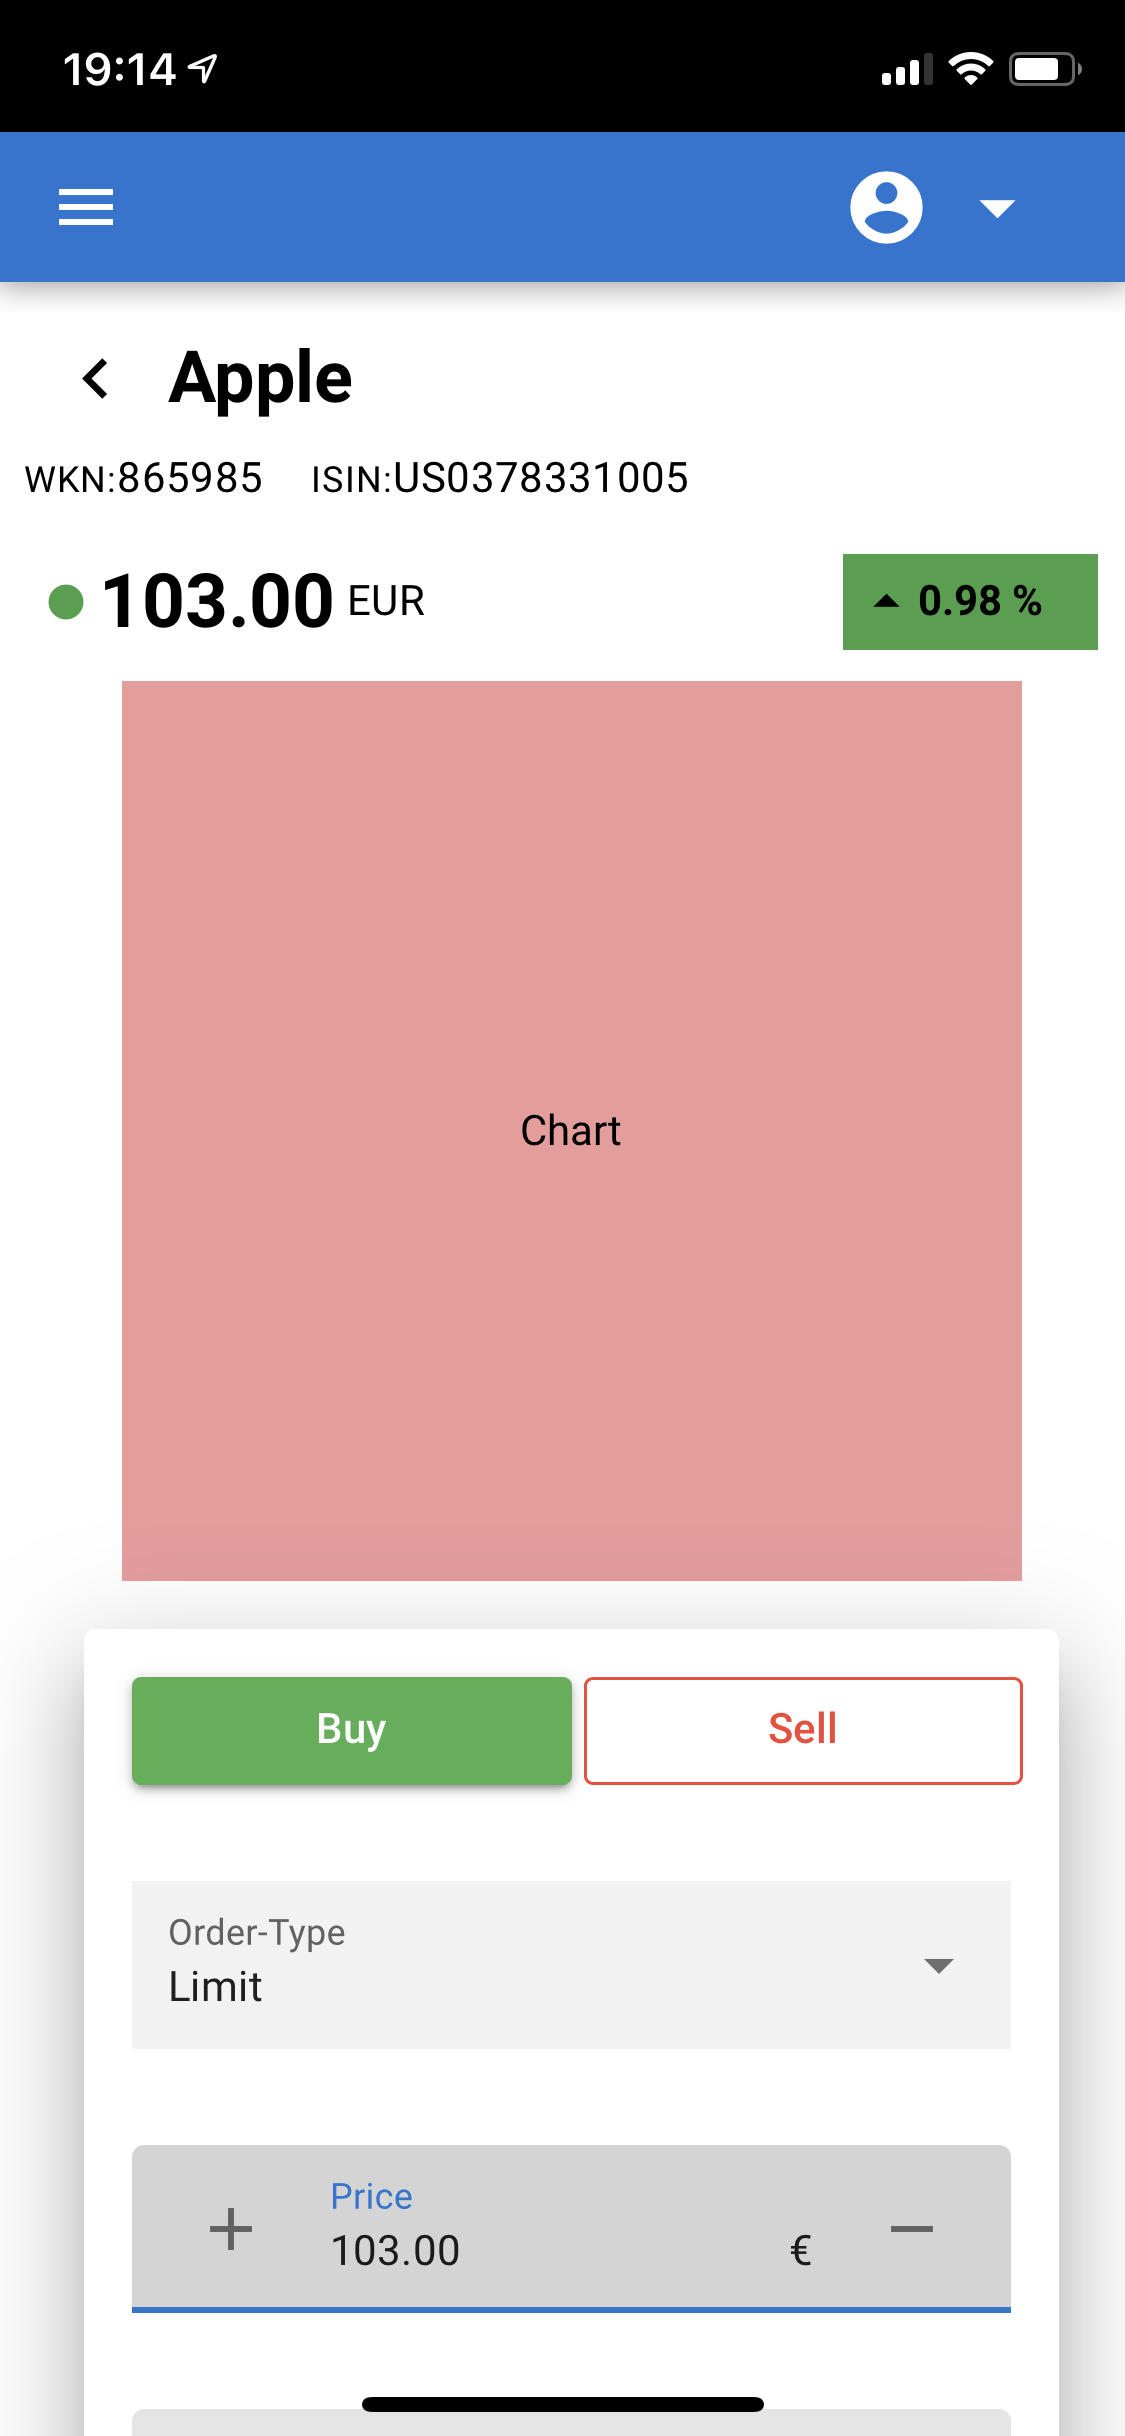 19:14
Apple
WKN:865985 ISIN:US0378331005
103.00 EUR 0.98 %
Chart
Buy Sell
Order-Type
Limit
Price
103.00 €